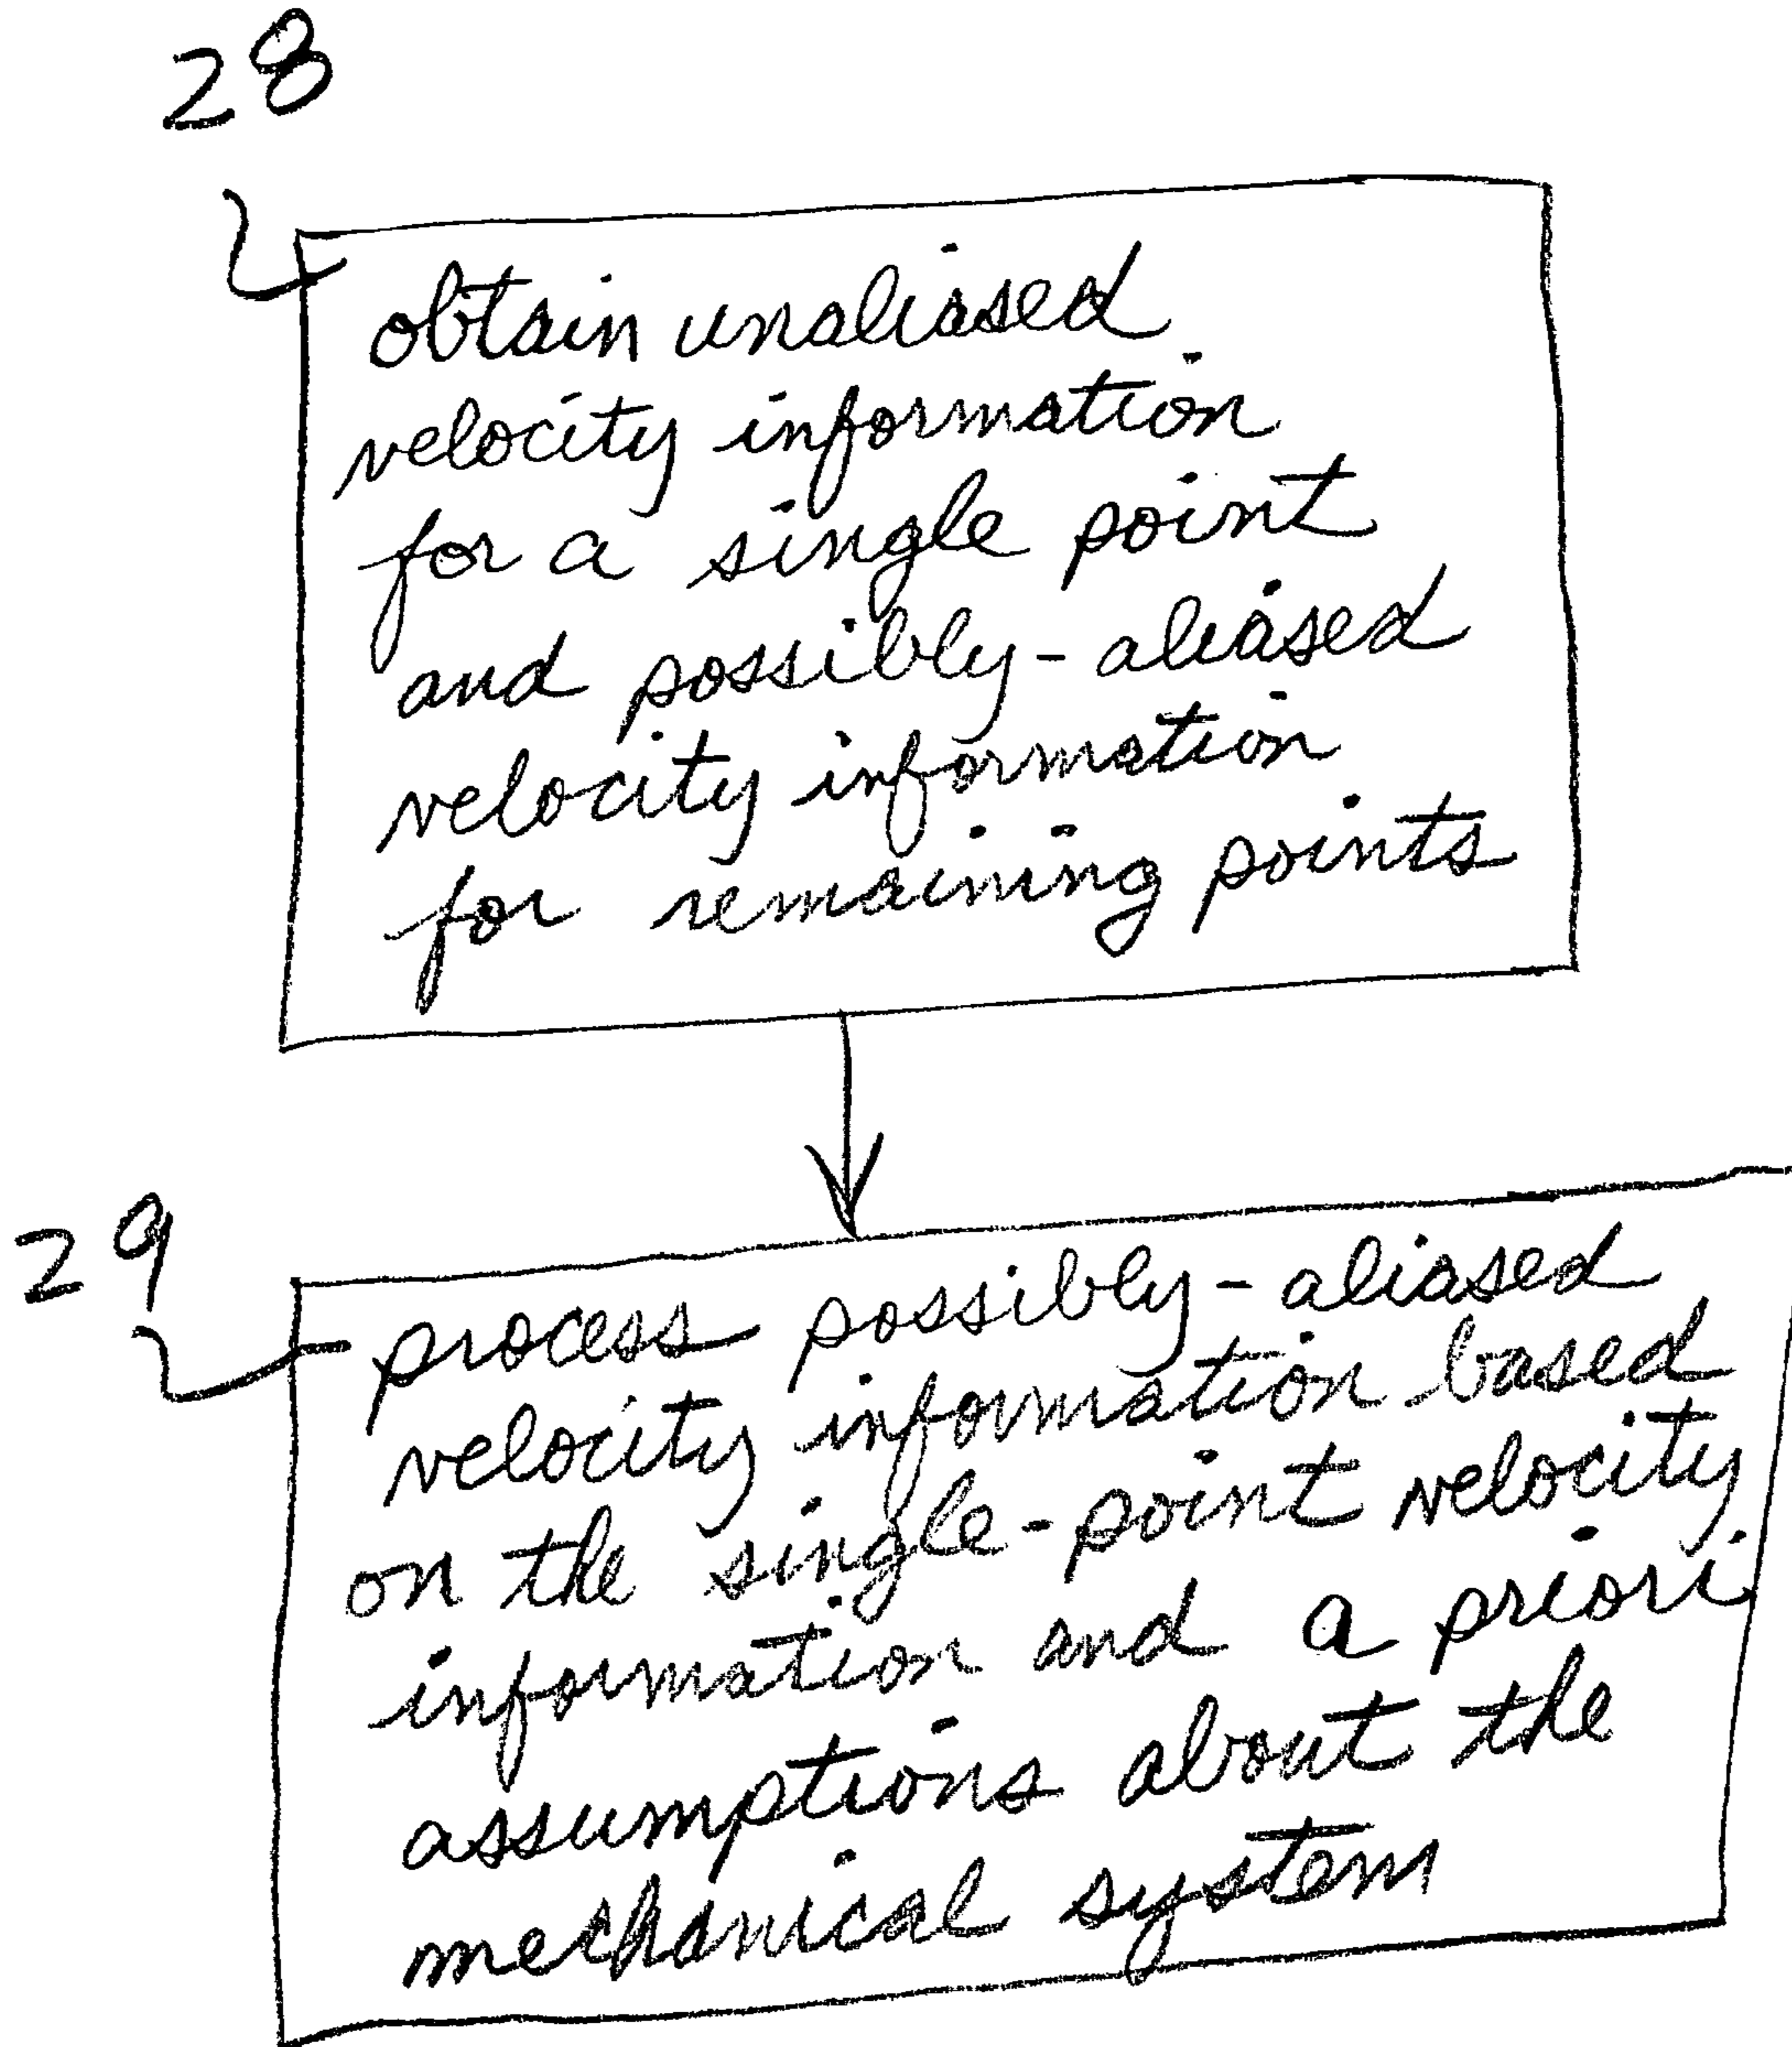 28
obtain unaliased
velocity information
for a single point
and possibly-aliased
velocity information
for remaining points
29
process possibly-aliased
velocity information based
on the single-point velocity
information and a priori
assumptions about the
mechanical system